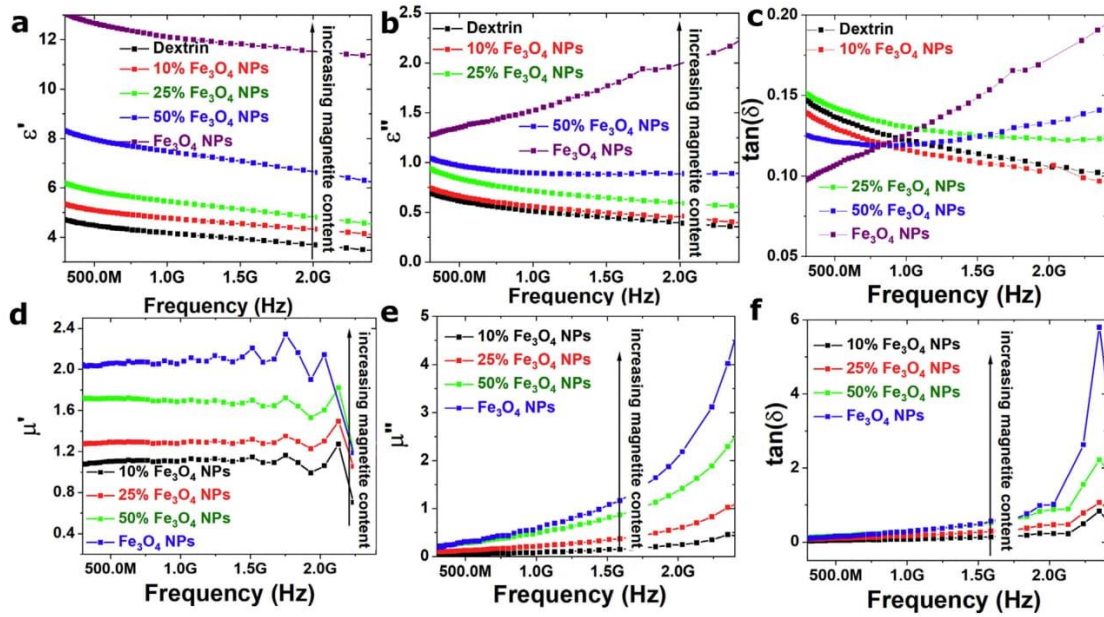 a
ε'
12
10
8
6
4
Dextrin
10% Fe₃O₄ NPs
25% Fe₃O₄ NPs
50% Fe₃O₄ NPs
Fe₃O₄ NPs
increasing magnetite content
500.0M 1.0G 1.5G 2.0G
Frequency (Hz)
b
ε''
2.5
2.0
1.5
1.0
0.5
0.0
Dextrin
10% Fe₃O₄ NPs
25% Fe₃O₄ NPs
50% Fe₃O₄ NPs
Fe₃O₄ NPs
increasing magnetite content
500.0M 1.0G 1.5G 2.0G
Frequency (Hz)
c
tan(δ)
0.20
0.15
0.10
0.05
Dextrin
10% Fe₃O₄ NPs
25% Fe₃O₄ NPs
50% Fe₃O₄ NPs
Fe₃O₄ NPs
500.0M 1.0G 1.5G 2.0G
Frequency (Hz)
d
μ'
2.4
2.0
1.6
1.2
0.8
0.4
10% Fe₃O₄ NPs
25% Fe₃O₄ NPs
50% Fe₃O₄ NPs
Fe₃O₄ NPs
increasing magnetite content
500.0M 1.0G 1.5G 2.0G
Frequency (Hz)
e
μ''
5
4
3
2
1
0
10% Fe₃O₄ NPs
25% Fe₃O₄ NPs
50% Fe₃O₄ NPs
Fe₃O₄ NPs
increasing magnetite content
500.0M 1.0G 1.5G 2.0G
Frequency (Hz)
f
tan(δ)
6
4
2
0
10% Fe₃O₄ NPs
25% Fe₃O₄ NPs
50% Fe₃O₄ NPs
Fe₃O₄ NPs
increasing magnetite content
500.0M 1.0G 1.5G 2.0G
Frequency (Hz)